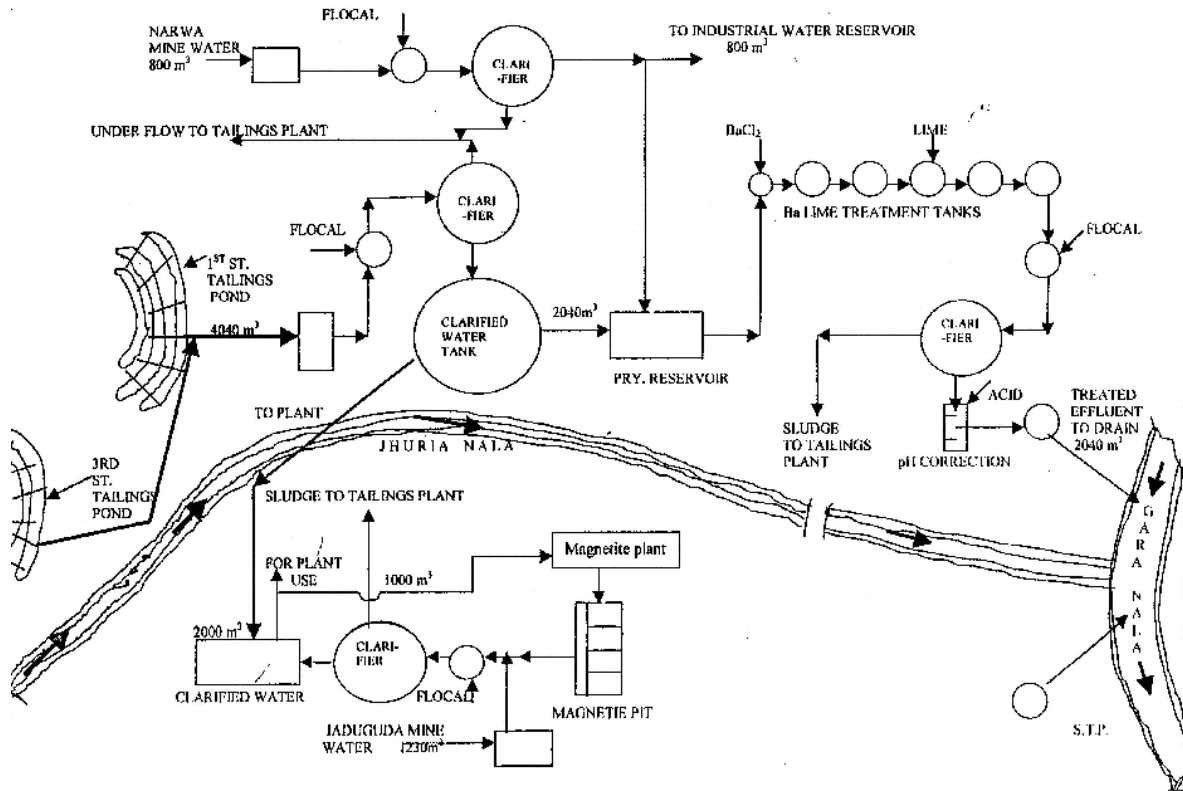 FLOCAL
NARWA
MINE WATER
800 m³
CLARI
-FIER
TO INDUSTRIAL WATER RESERVOIR
800 m³
UNDER FLOW TO TAILINGS PLANT
BaCl₂
LIME
Ba LIME TREATMENT TANKS
CLARI
-FIER
FLOCAL
FLOCAL
1ST ST.
TAILINGS
POND
4040 m³
CLARIFIED
WATER
TANK
2040m³
PRY. RESERVOIR
CLARI
-FIER
ACID
TREATED
EFFLUENT
TO DRAIN
2040 m³
SLUDGE
TO TAILINGS
PLANT
pH CORRECTION
TO PLANT
JHURIA NALA
3RD
ST.
TAILINGS
POND
SLUDGE TO TAILINGS PLANT
GARA NALA
FOR PLANT
USE
1000 m³
Magnetite plant
2000 m³
CLARI-
FIER
CLARIFIED WATER
FLOCAL
MAGNETIE PIT
JADUGUDA MINE
WATER 1230m³
S.T.P.